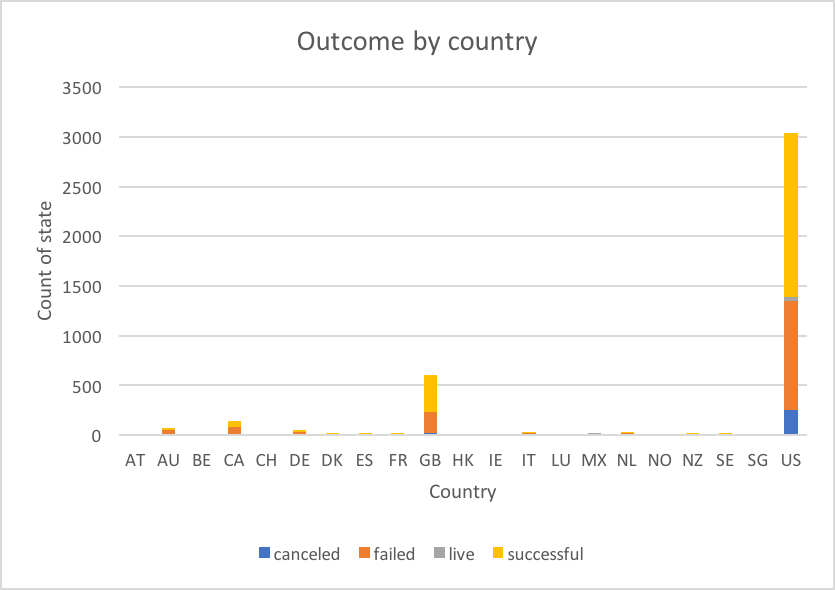 Outcome by country
3500
3000
2500
2000
1500
1000
500
0
Count of state
AT AU BE CA CH DE DK ES FR GB HK IE IT LU MX NL NO NZ SE SG US
Country
canceled failed live successful